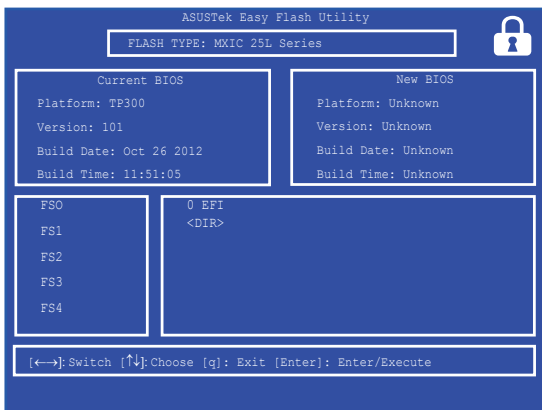 ASUSTek Easy Flash Utility
FLASH TYPE: MXIC 25L Series
Current BIOS
Platform: TP300
Version: 101
Build Date: Oct 26 2012
Build Time: 11:51:05
New BIOS
Platform: Unknown
Version: Unknown
Build Date: Unknown
Build Time: Unknown
FSO
FS1
FS2
FS3
FS4
0 EFI
<DIR>
[←→]: Switch [↑↓]: Choose [q]: Exit [Enter]: Enter/Execute